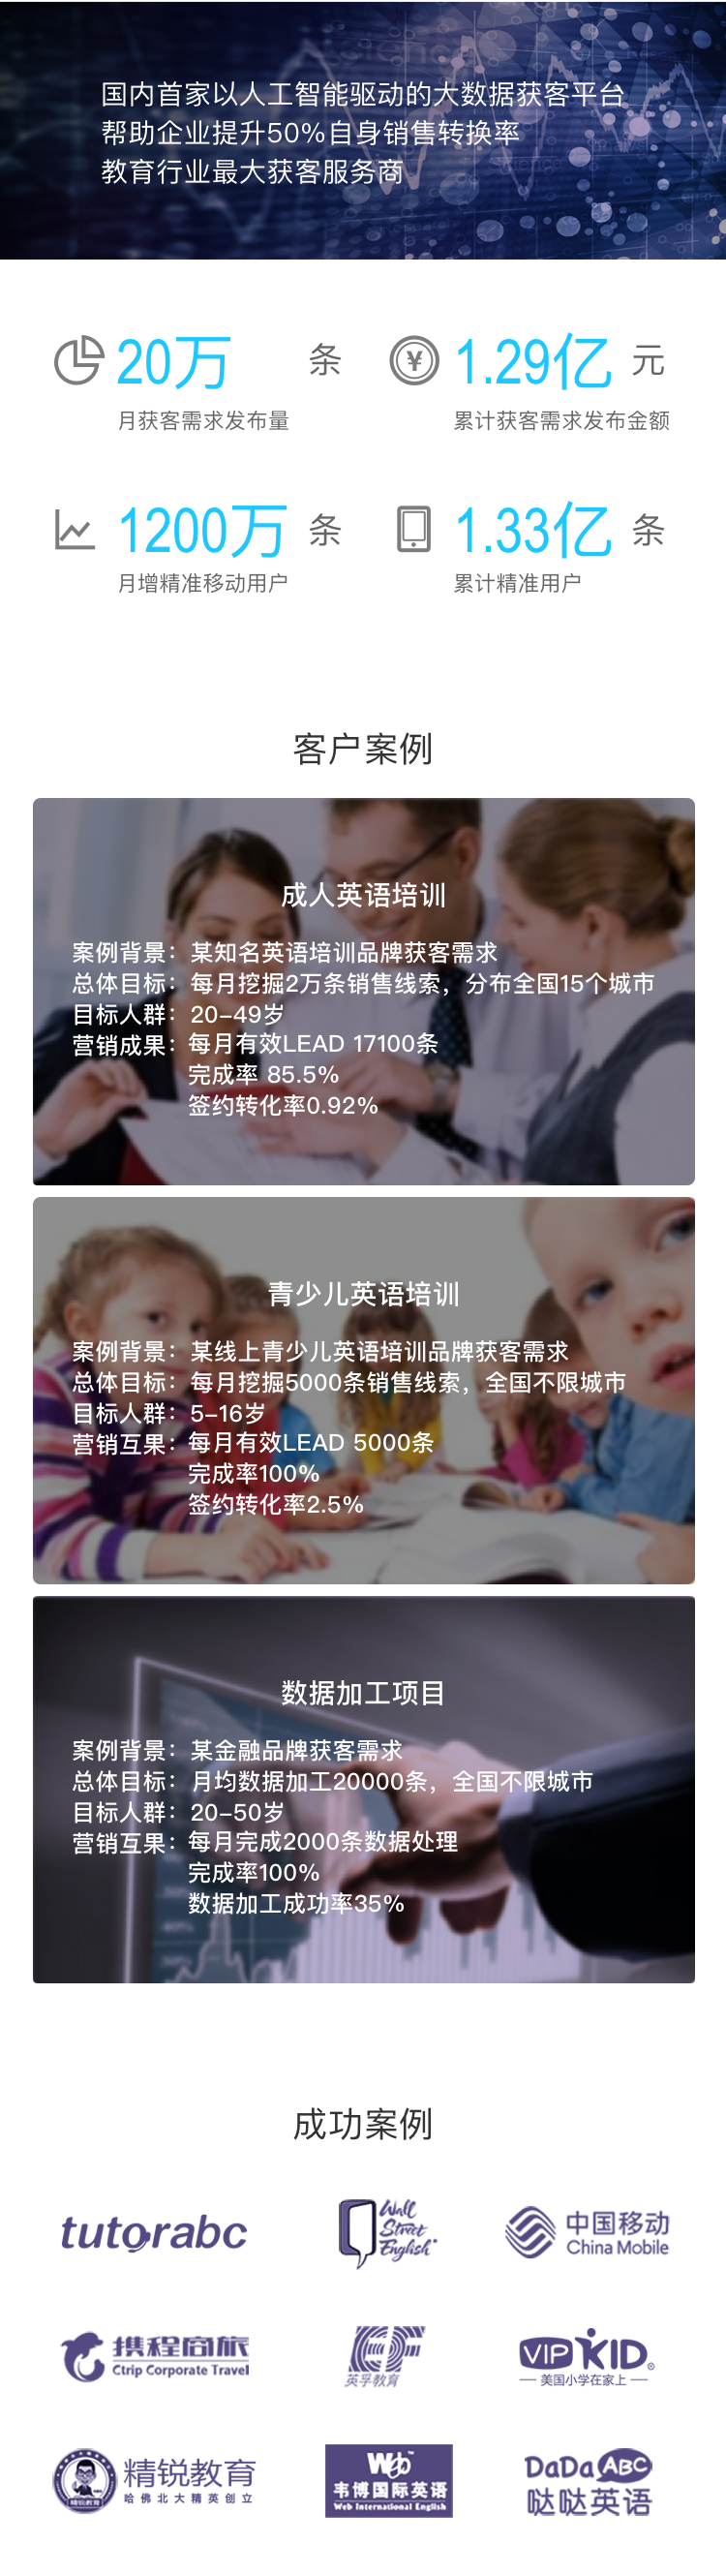 国内首家以人工智能驱动的大数据获客平台
帮助企业提升50%自身销售转换率
教育行业最大获客服务商
20万 条
月获客需求发布量
¥ 1.29亿 元
累计获客需求发布金额
1200万 条
月增精准移动用户
1.33亿 条
累计精准用户
客户案例
成人英语培训
案例背景：某知名英语培训品牌获客需求
总体目标：每月挖掘2万条销售线索，分布全国15个城市
目标人群：20-49岁
营销成果：每月有效LEAD 17100条
完成率 85.5%
签约转化率0.92%
青少儿英语培训
案例背景：某线上青少儿英语培训品牌获客需求
总体目标：每月挖掘5000条销售线索，全国不限城市
目标人群：5-16岁
营销互果：每月有效LEAD 5000条
完成率100%
签约转化率2.5%
数据加工项目
案例背景：某金融品牌获客需求
总体目标：月均数据加工20000条，全国不限城市
目标人群：20-50岁
营销互果：每月完成2000条数据处理
完成率100%
数据加工成功率35%
成功案例
tutorabc
Wall
Street
English
中国移动
China Mobile
携程商旅
Ctrip Corporate Travel
EF
英孚教育
VIPKID®
美国小学在家上
精锐教育
精锐教育
哈佛北大精英创立
Web
韦博国际英语
Web International English
DaDaABC
哒哒英语